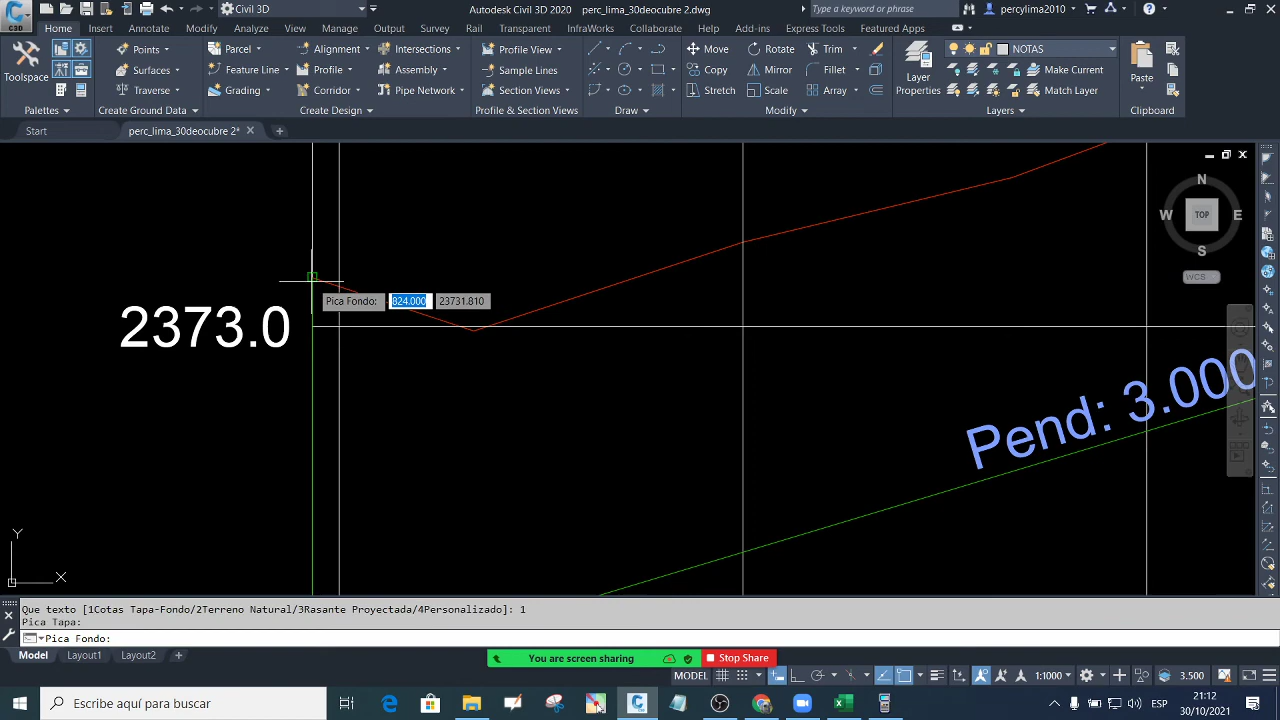 Civil 3D
Autodesk Civil 3D 2020 perc_lima_30deocubre 2.dwg
Type a keyword or phrase
percylima2010
Home Insert Annotate Modify Analyze View Manage Output Survey Rail Transparent InfraWorks Collaborate Help Add-ins Express Tools Featured Apps
Toolspace
Points
Surfaces
Traverse
Parcel
Feature Line
Grading
Alignment
Profile
Corridor
Intersections
Assembly
Pipe Network
Profile View
Sample Lines
Section Views
Move
Copy
Stretch
Rotate
Mirror
Scale
Trim
Fillet
Array
Layer
Properties
NOTAS
Make Current
Match Layer
Paste
Palettes Create Ground Data Create Design Profile & Section Views Draw Modify Layers Clipboard
Start perc_lima_30deocubre 2*
N
W TOP E
S
WCS
Pica Fondo: 824.000 23731.810
2373.0
Pend: 3.000
Y
X
Que texto [1Cotas Tapa-Fondo/2Terreno Natural/3Rasante Proyectada/4Personalizado]: 1
Pica Tapa:
Pica Fondo:
Model Layout1 Layout2
You are screen sharing Stop Share
MODEL 1:1000 3.500
Escribe aquí para buscar
ESP
21:12
30/10/2021